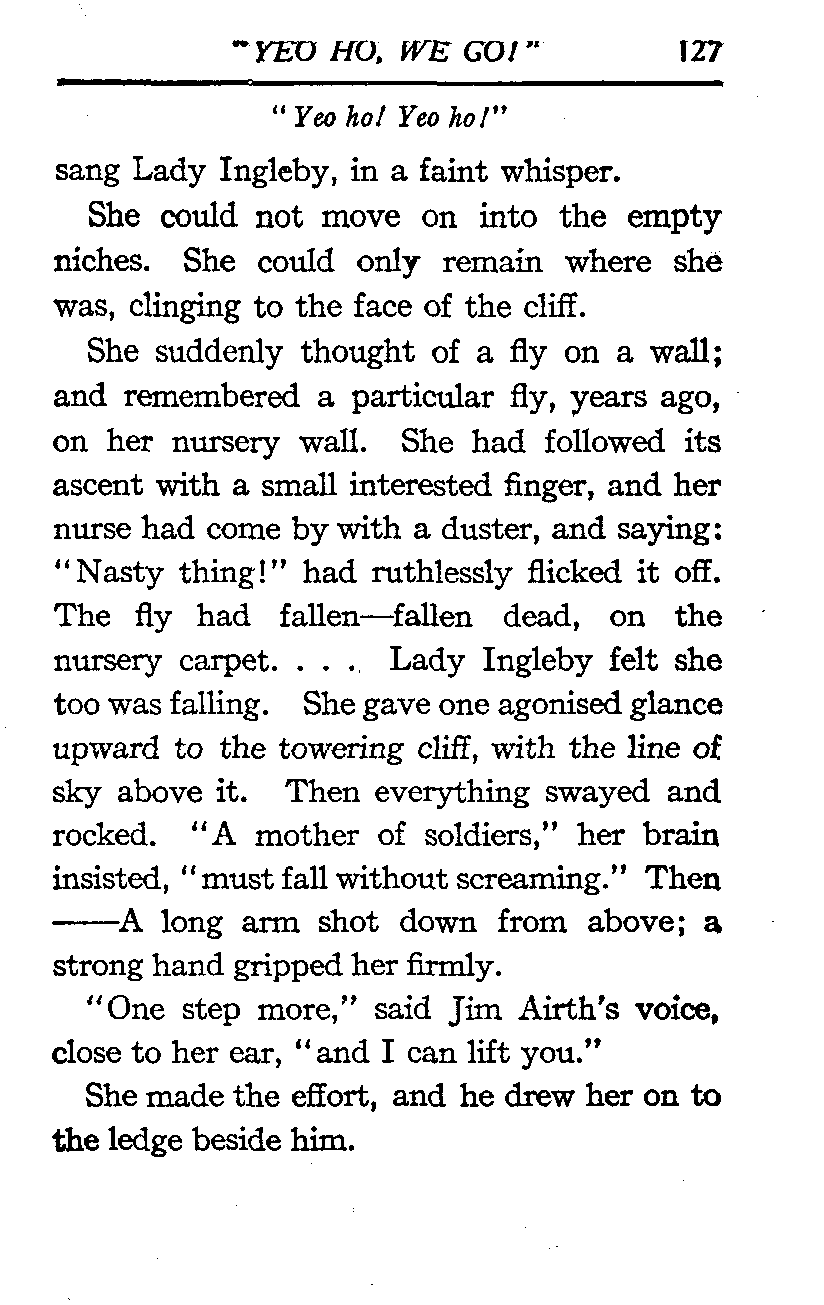 "YEO HO, WE GO!" 127
"Yeo ho! Yeo ho!"
sang Lady Ingleby, in a faint whisper.
She could not move on into the empty
niches. She could only remain where she
was, clinging to the face of the cliff.
She suddenly thought of a fly on a wall;
and remembered a particular fly, years ago,
on her nursery wall. She had followed its
ascent with a small interested finger, and her
nurse had come by with a duster, and saying:
"Nasty thing!" had ruthlessly flicked it off.
The fly had fallen—fallen dead, on the
nursery carpet. . . . Lady Ingleby felt she
too was falling. She gave one agonised glance
upward to the towering cliff, with the line of
sky above it. Then everything swayed and
rocked. "A mother of soldiers," her brain
insisted, "must fall without screaming." Then
——A long arm shot down from above; a
strong hand gripped her firmly.
"One step more," said Jim Airth's voice,
close to her ear, "and I can lift you."
She made the effort, and he drew her on to
the ledge beside him.